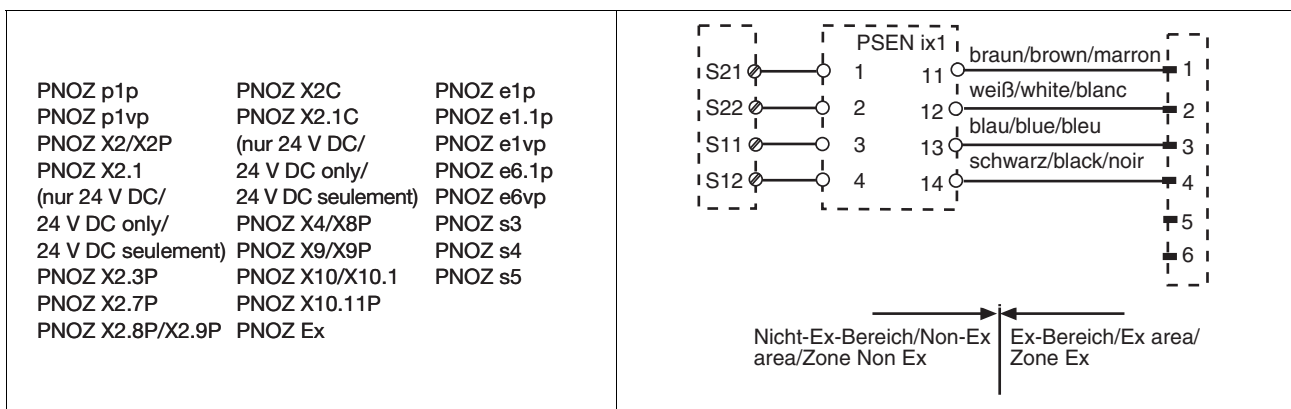 PNOZ p1p
PNOZ p1vp
PNOZ X2/X2P
PNOZ X2.1
(nur 24 V DC/
24 V DC only/
24 V DC seulement)
PNOZ X2.3P
PNOZ X2.7P
PNOZ X2.8P/X2.9P
PNOZ X2C
PNOZ X2.1C
(nur 24 V DC/
24 V DC only/
24 V DC seulement)
PNOZ X4/X8P
PNOZ X9/X9P
PNOZ X10/X10.1
PNOZ X10.11P
PNOZ Ex
PNOZ e1p
PNOZ e1.1p
PNOZ e1vp
PNOZ e6.1p
PNOZ e6vp
PNOZ s3
PNOZ s4
PNOZ s5
PSEN ix1
braun/brown/marron
S21 1 11 1
weiß/white/blanc
S22 2 12 2
blau/blue/bleu
S11 3 13 3
schwarz/black/noir
S12 4 14 4
5
6
Nicht-Ex-Bereich/Non-Ex
area/Zone Non Ex
Ex-Bereich/Ex area/
Zone Ex